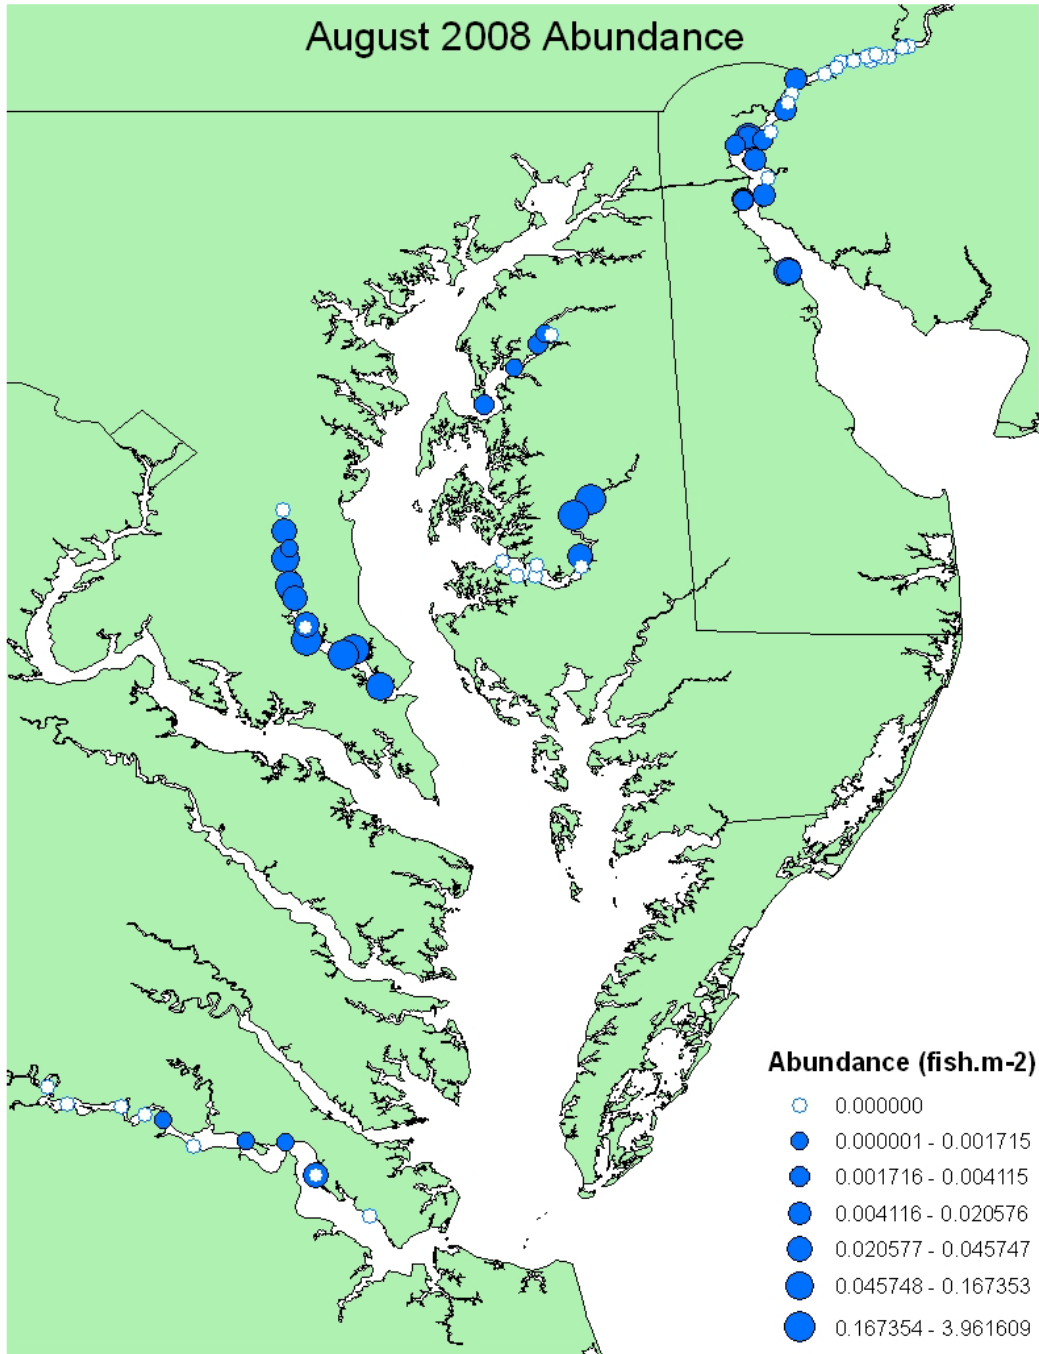 August 2008 Abundance
Abundance (fish.m-2)
0.000000
0.000001 - 0.001715
0.001716 - 0.004115
0.004116 - 0.020576
0.020577 - 0.045747
0.045748 - 0.167353
0.167354 - 3.961609